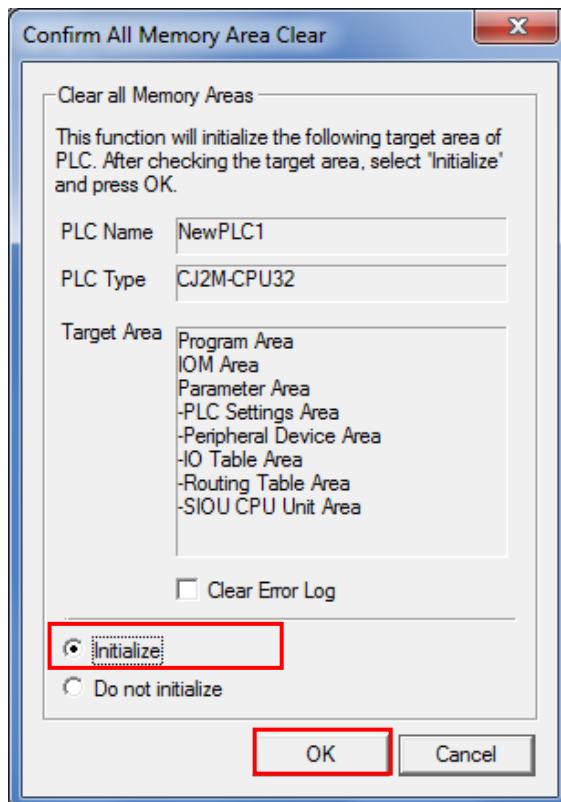 Confirm All Memory Area Clear
Clear all Memory Areas
This function will initialize the following target area of
PLC. After checking the target area, select 'Initialize'
and press OK.
PLC Name NewPLC1
PLC Type CJ2M-CPU32
Target Area Program Area
IOM Area
Parameter Area
-PLC Settings Area
-Peripheral Device Area
-IO Table Area
-Routing Table Area
-SIOU CPU Unit Area
Clear Error Log
Initialize
Do not initialize
OK Cancel